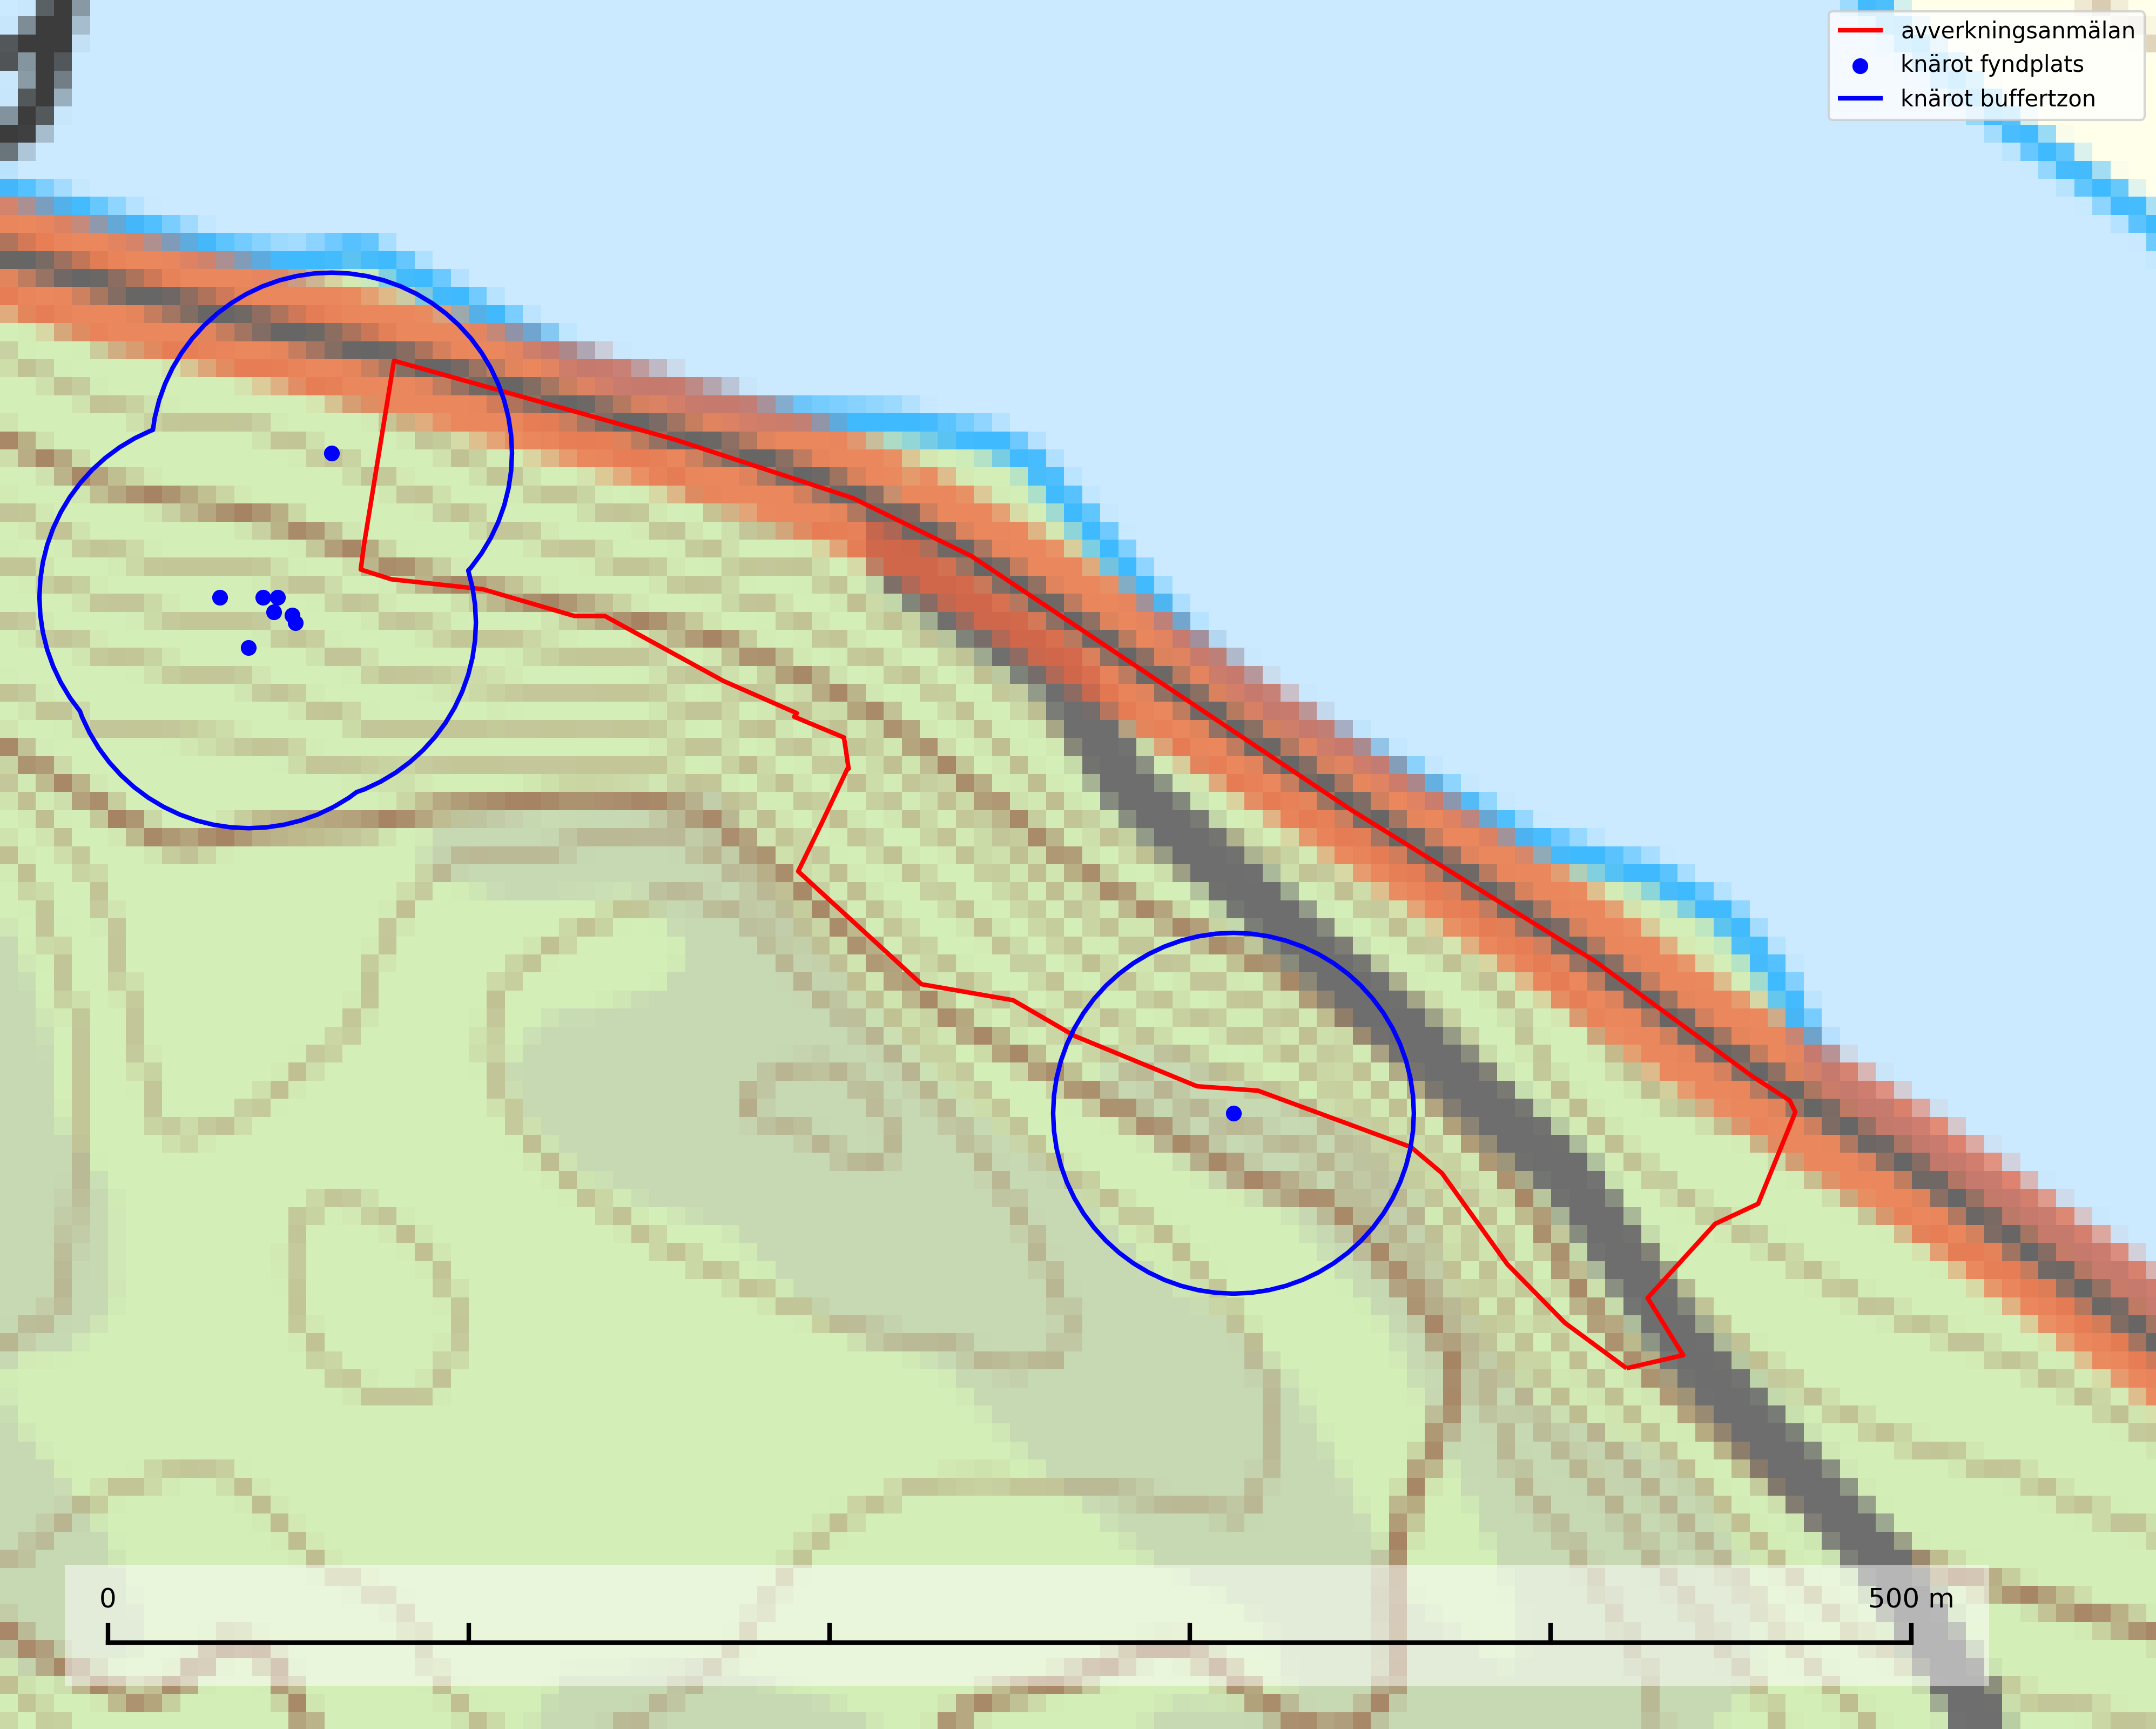 avverkningsanmälan
knärot fyndplats
knärot buffertzon
0
500 m